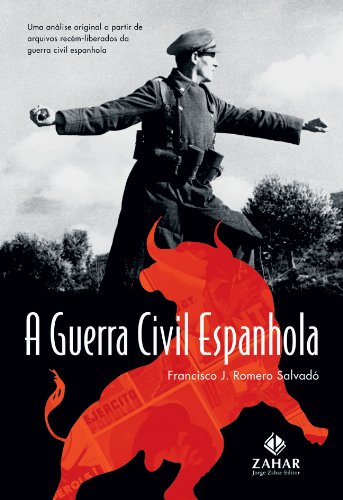 Uma análise original a partir de
arquivos recém-liberados da
guerra civil espanhola
A Guerra Civil Espanhola
Francisco J. Romero Salvadó
EJÉRCITO
ZAHAR
Jorge Zahar Editor